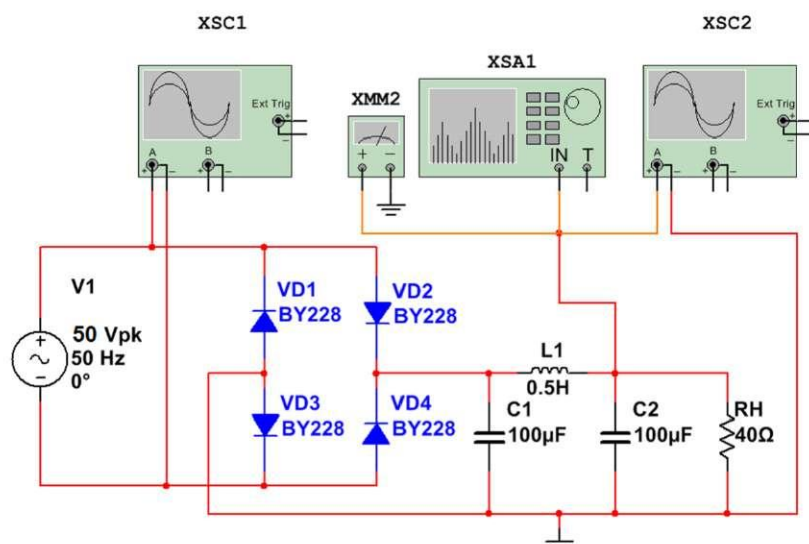 XSC1
XSC2
XSA1
XMM2
Ext Trig
+
−
A
B
+ −
+ −
+ −
IN T
Ext Trig
+
−
A
B
+ −
+ −
V1
50 Vpk
50 Hz
0°
+
−
VD1
BY228
VD2
BY228
VD3
BY228
VD4
BY228
L1
0.5H
C1
100µF
C2
100µF
RH
40Ω